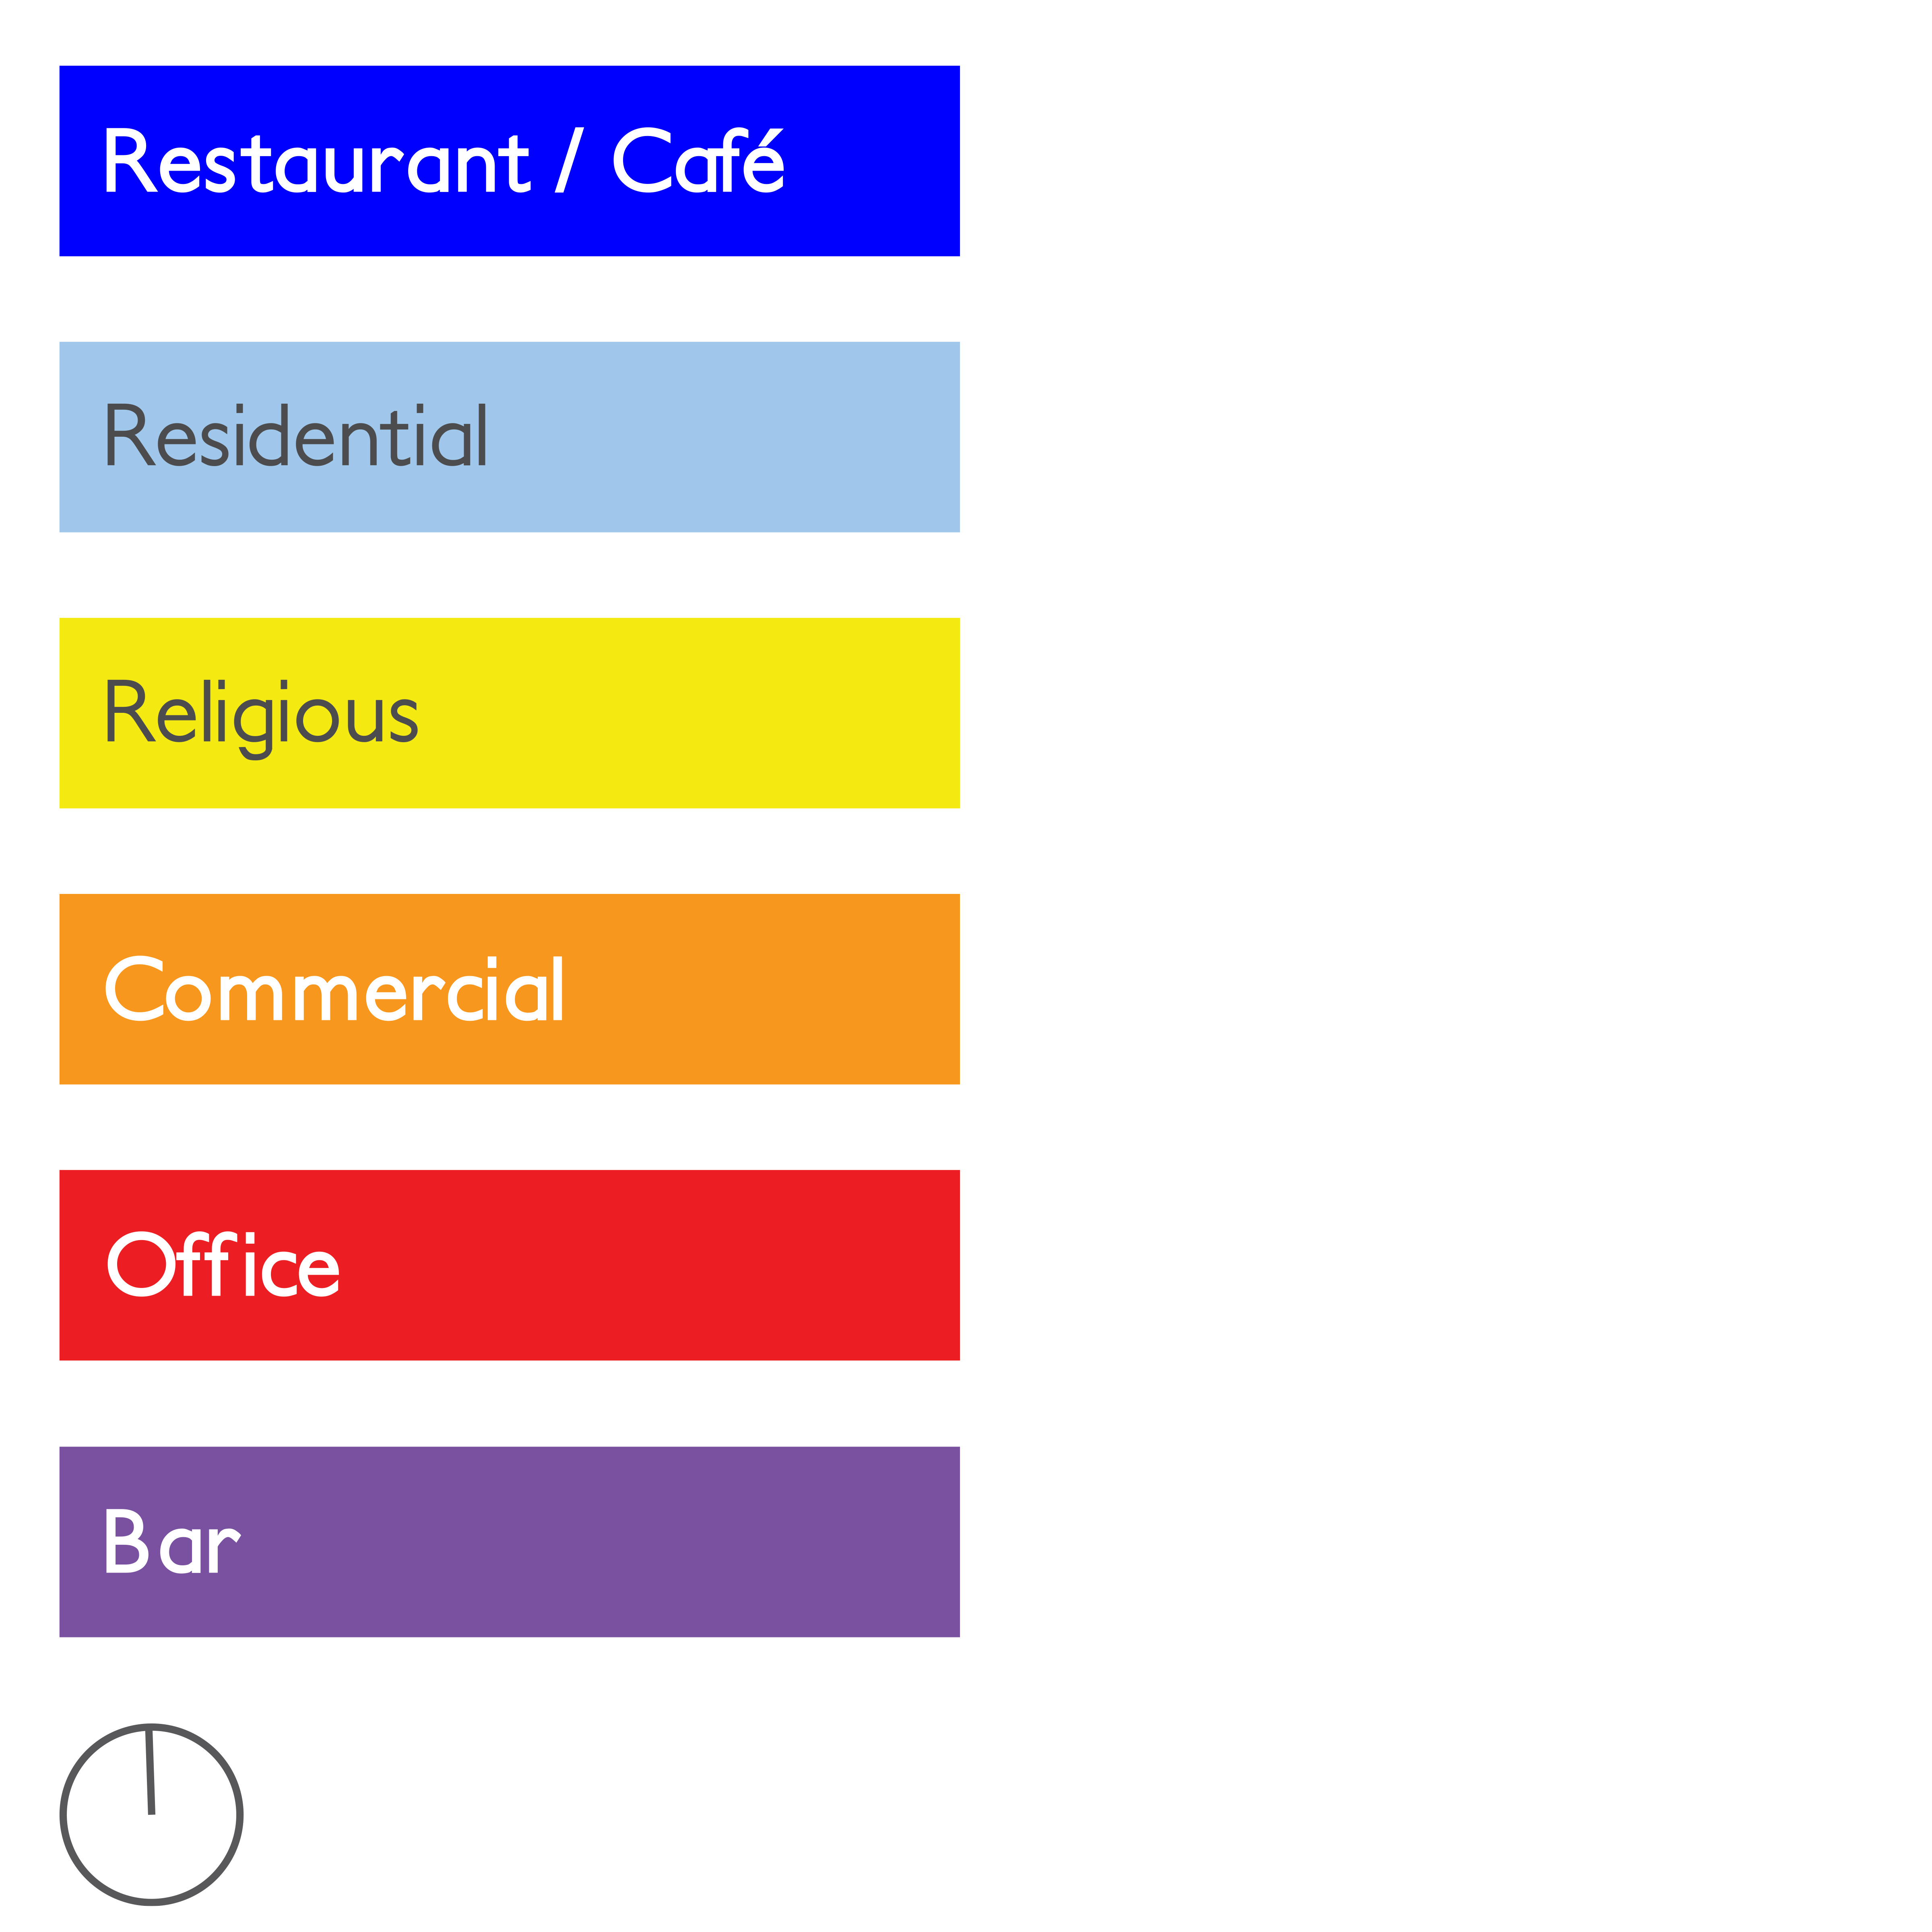 Restaurant / Café
Residential
Religious
Commercial
Office
Bar